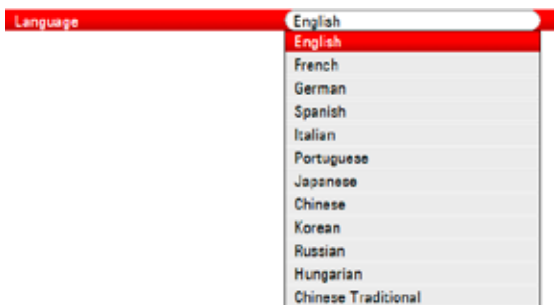 Language English
English
French
German
Spanish
Italian
Portuguese
Japanese
Chinese
Korean
Russian
Hungarian
Chinese Traditional